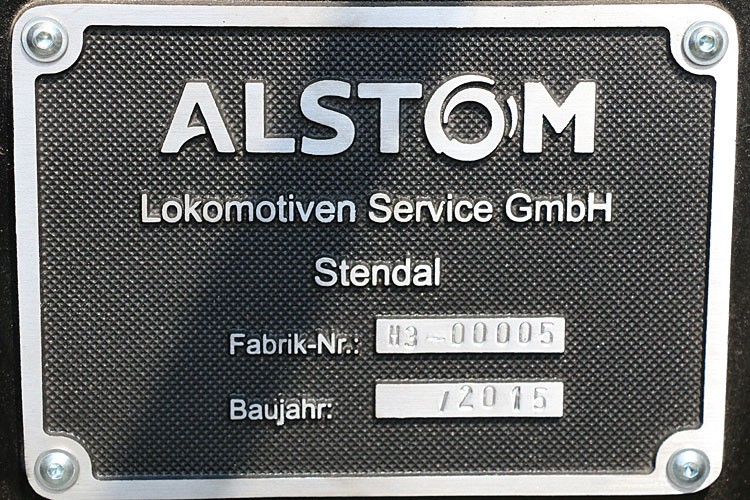 ALSTOM
Lokomotiven Service GmbH
Stendal
Fabrik-Nr.: H3-00005
Baujahr: /2015